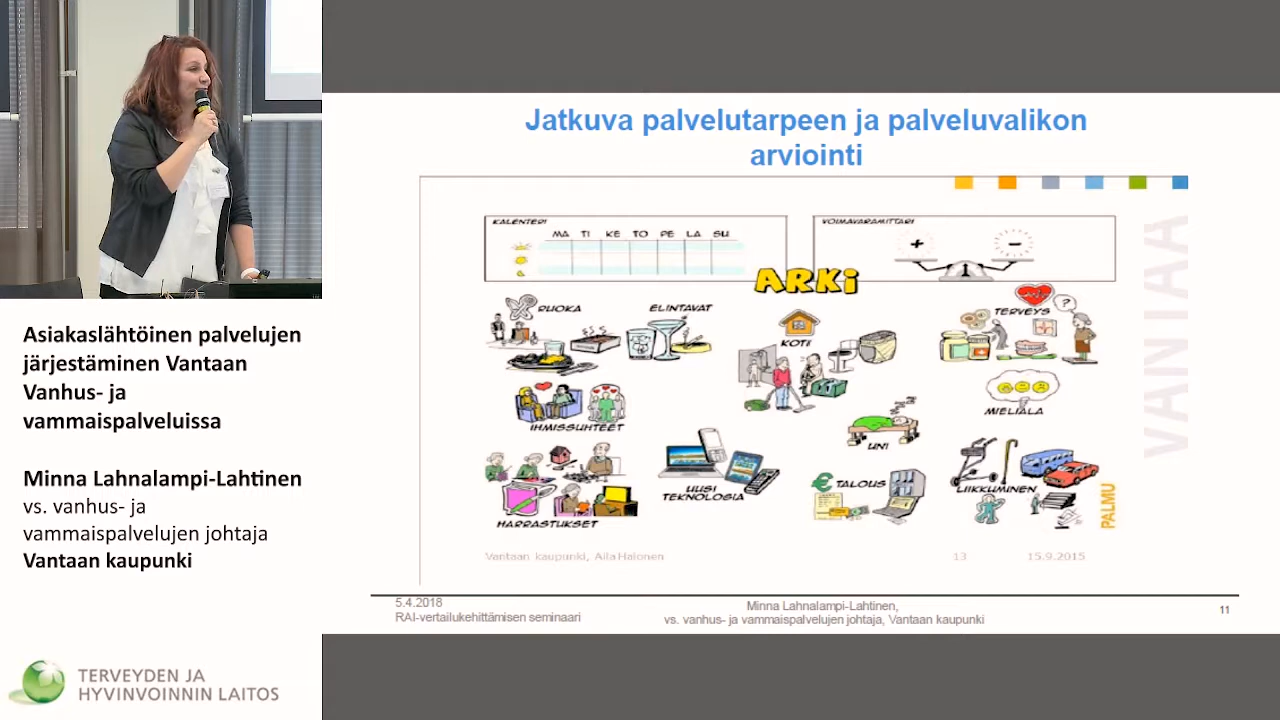 Asiakaslähtöinen palvelujen
järjestäminen Vantaan
Vanhus- ja
vammaispalveluissa
Minna Lahnalampi-Lahtinen
vs. vanhus- ja
vammaispalvelujen johtaja
Vantaan kaupunki
TERVEYDEN JA
HYVINVOINNIN LAITOS
Jatkuva palvelutarpeen ja palveluvalikon
arviointi
KALENTERI
MA TI KE TO PE LA SU
VOIMAVARAMITTARI
+ -
ARKI
RUOKA
ELINTAVAT
KOTI
TERVEYS
?
IHMISSUHTEET
MIELIALA
UNI
UUSI
TEKNOLOGIA
€ TALOUS
LIIKKUMINEN
HARRASTUKSET
VANTAA
PALMU
Vantaan kaupunki, Aila Halonen 13 15.9.2015
5.4.2018
RAI-vertailukehittämisen seminaari
Minna Lahnalampi-Lahtinen,
vs. vanhus- ja vammaispalvelujen johtaja, Vantaan kaupunki
11